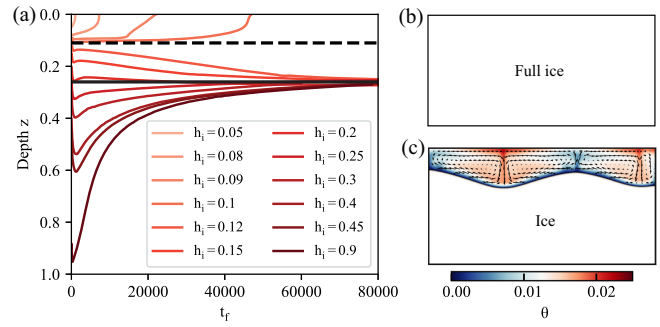 (a)
0.0
0.2
0.4
0.6
0.8
1.0
Depth z
0
20000
40000
60000
80000
t_f
h_i = 0.05
h_i = 0.08
h_i = 0.09
h_i = 0.1
h_i = 0.12
h_i = 0.15
h_i = 0.2
h_i = 0.25
h_i = 0.3
h_i = 0.4
h_i = 0.45
h_i = 0.9
(b)
Full ice
(c)
Ice
0.00
0.01
0.02
θ